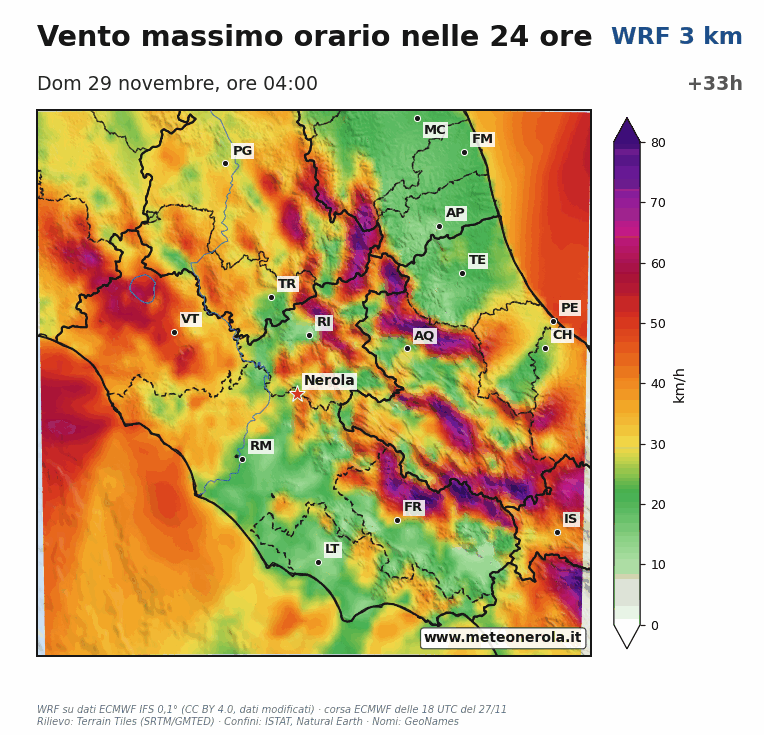 Vento massimo orario nelle 24 ore WRF 3 km
Dom 29 novembre, ore 04:00 +33h
MC
FM
PG
AP
TE
TR
PE
VT
RI
AQ
CH
Nerola
RM
FR
IS
LT
www.meteonerola.it
80
70
60
50
40
30
20
10
0
km/h
WRF su dati ECMWF IFS 0,1° (CC BY 4.0, dati modificati) · corsa ECMWF delle 18 UTC del 27/11
Rilievo: Terrain Tiles (SRTM/GMTED) · Confini: ISTAT, Natural Earth · Nomi: GeoNames